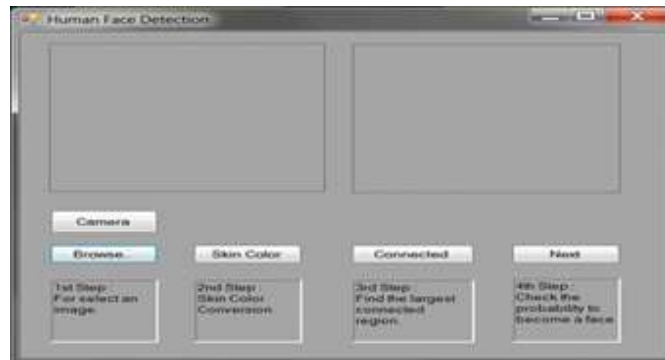 Human Face Detection
Camera
Browse...
Skin Color
Connected
Next
1st Step :
For select an
image.
2nd Step :
Skin Color
Conversion
3rd Step :
Find the largest
connected
region.
4th Step :
Check the
probability to
become a face